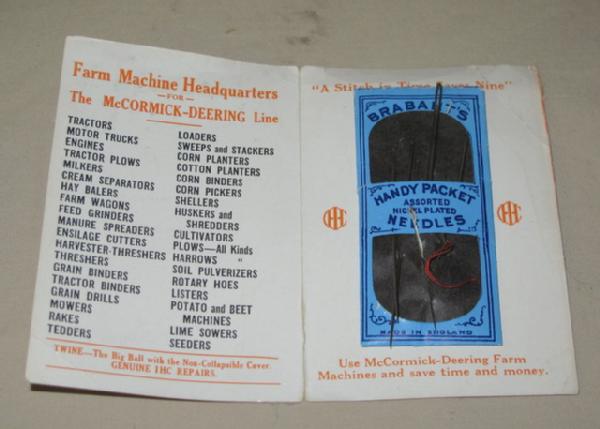 Farm Machine Headquarters
—FOR—
The McCORMICK-DEERING Line
TRACTORS
MOTOR TRUCKS
ENGINES
TRACTOR PLOWS
MILKERS
CREAM SEPARATORS
HAY BALERS
FARM WAGONS
FEED GRINDERS
MANURE SPREADERS
ENSILAGE CUTTERS
HARVESTER-THRESHERS
THRESHERS
GRAIN BINDERS
TRACTOR BINDERS
GRAIN DRILLS
MOWERS
RAKES
TEDDERS
LOADERS
SWEEPS and STACKERS
CORN PLANTERS
COTTON PLANTERS
CORN BINDERS
CORN PICKERS
SHELLERS
HUSKERS and
SHREDDERS
CULTIVATORS
PLOWS—All Kinds
HARROWS "
SOIL PULVERIZERS
ROTARY HOES
LISTERS
POTATO and BEET
MACHINES
LIME SOWERS
SEEDERS
TWINE—The Big Ball with the Non-Collapsible Cover.
GENUINE IHC REPAIRS.
"A Stitch in Time Saves Nine"
BRABANT'S
HANDY PACKET
ASSORTED
NICKEL PLATED
NEEDLES
MADE IN ENGLAND
IHC
IHC
Use McCormick-Deering Farm
Machines and save time and money.